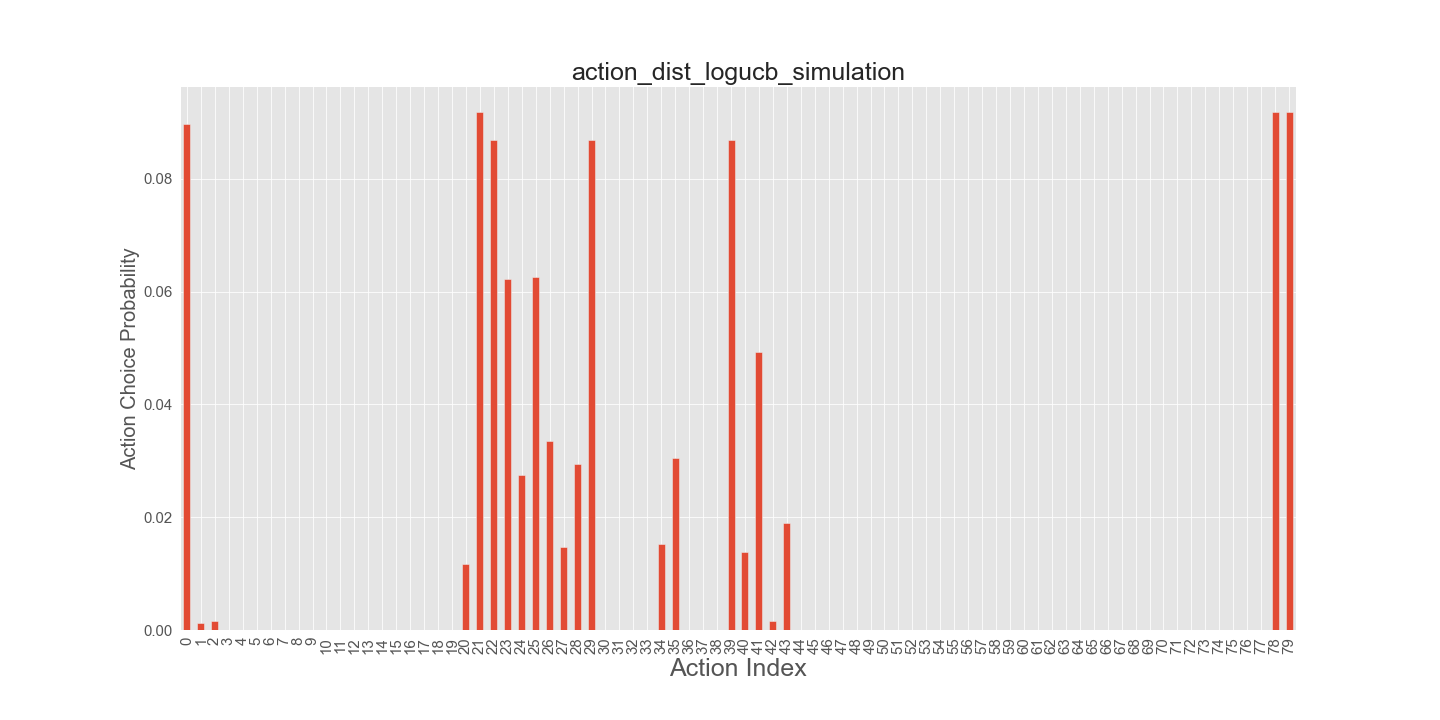 action_dist_logucb_simulation
Action Choice Probability
0.08
0.06
0.04
0.02
0.00
0 1 2 3 4 5 6 7 8 9 10 11 12 13 14 15 16 17 18 19 20 21 22 23 24 25 26 27 28 29 30 31 32 33 34 35 36 37 38 39 40 41 42 43 44 45 46 47 48 49 50 51 52 53 54 55 56 57 58 59 60 61 62 63 64 65 66 67 68 69 70 71 72 73 74 75 76 77 78 79
Action Index